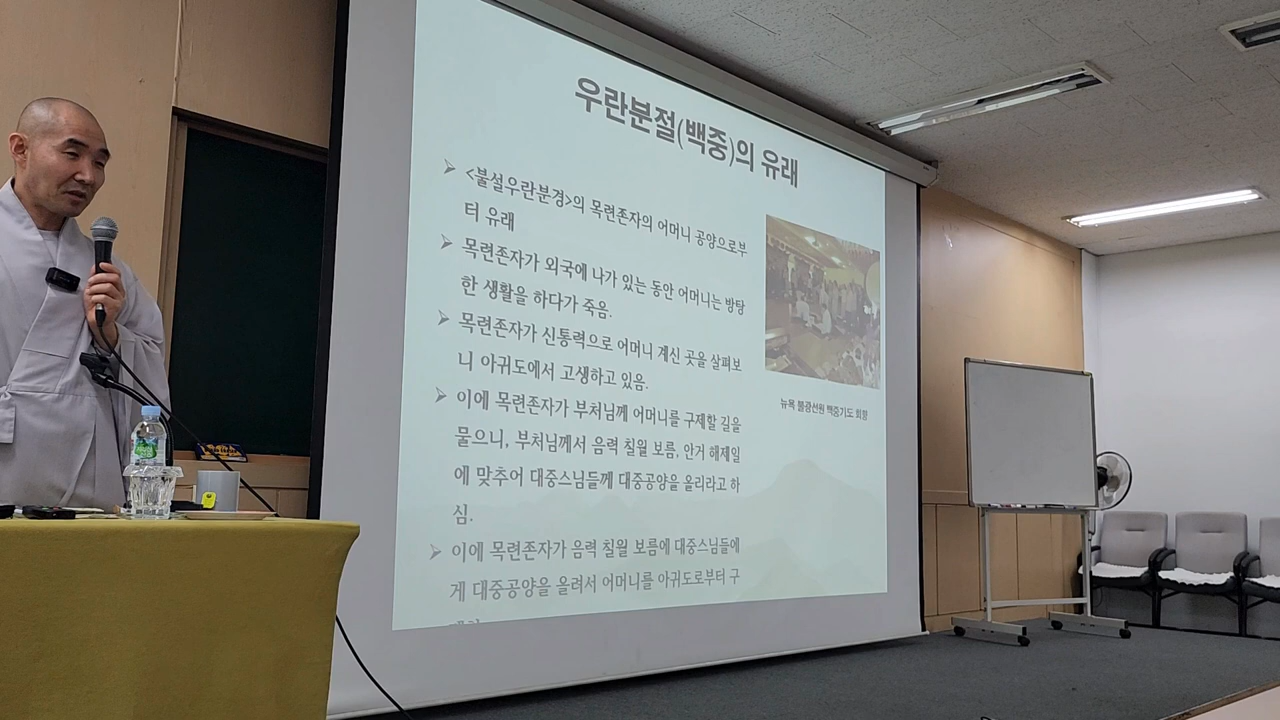 우란분절(백중)의 유래
➢ <불설우란분경>의 목련존자의 어머니 공양으로부
터 유래
➢ 목련존자가 외국에 나가 있는 동안 어머니는 방탕
한 생활을 하다가 죽음.
➢ 목련존자가 신통력으로 어머니 계신 곳을 살펴보
니 아귀도에서 고생하고 있음.
➢ 이에 목련존자가 부처님께 어머니를 구제할 길을
물으니, 부처님께서 음력 칠월 보름, 안거 해제일
에 맞추어 대중스님들께 대중공양을 올리라고 하
심.
➢ 이에 목련존자가 음력 칠월 보름에 대중스님들에
게 대중공양을 올려서 어머니를 아귀도로부터 구
뉴욕 불광선원 백중기도 회향